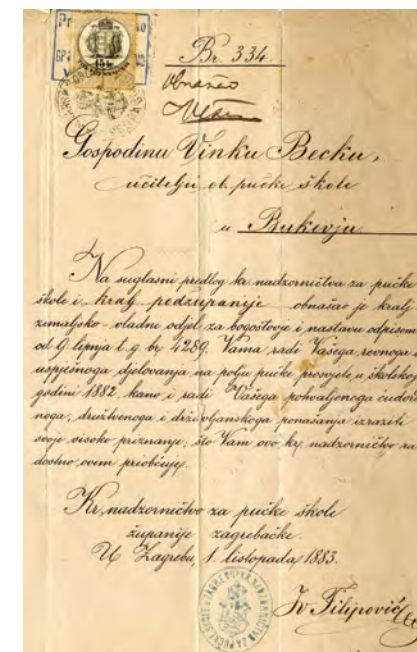 Br. 334.
Gospodinu Vinku Becku,
učitelju ob. pučke škole
u Bukevju
Na suglasni predlog kr. nadzorničtva za pučke
škole i kralj. podžupanije obnašao je kralj.
zemaljsko-vladni odjel za bogoštovje i nastavu odpisom
od 9 lipnja t. g. br. 4289. Vama radi Vašega revnoga i
uspješnoga djelovanja na polju pučke prosvjete u školskoj
godini 1882. kano i radi Vašega pohvaljenoga ćudored
noga, družtvenoga i državljanskoga ponašanja izraziti
svoje visoko priznanje; što Vam ovo kr. nadzorničtvo ra
dostno ovim priobćuje.
Kr. nadzorničtvo za pučke škole
županije zagrebačke.
U Zagrebu, 1. listopada 1883.
Iv Filipović
15 k